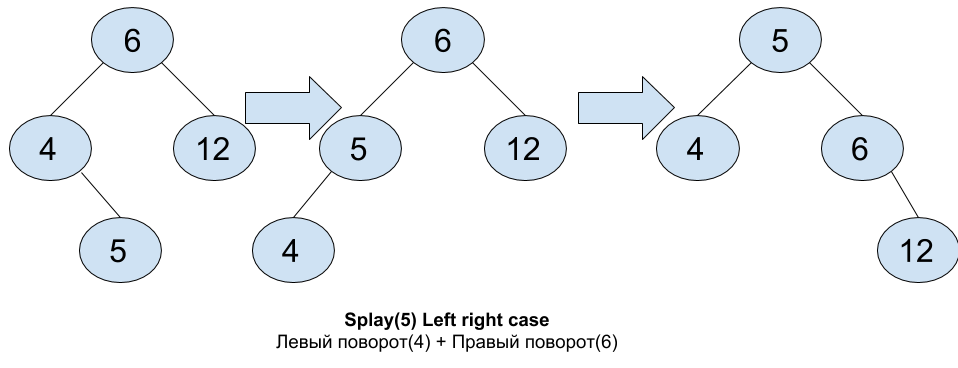 6 6 5
4 12 5 12 4 6
5 4 12
Splay(5) Left right case
Левый поворот(4) + Правый поворот(6)